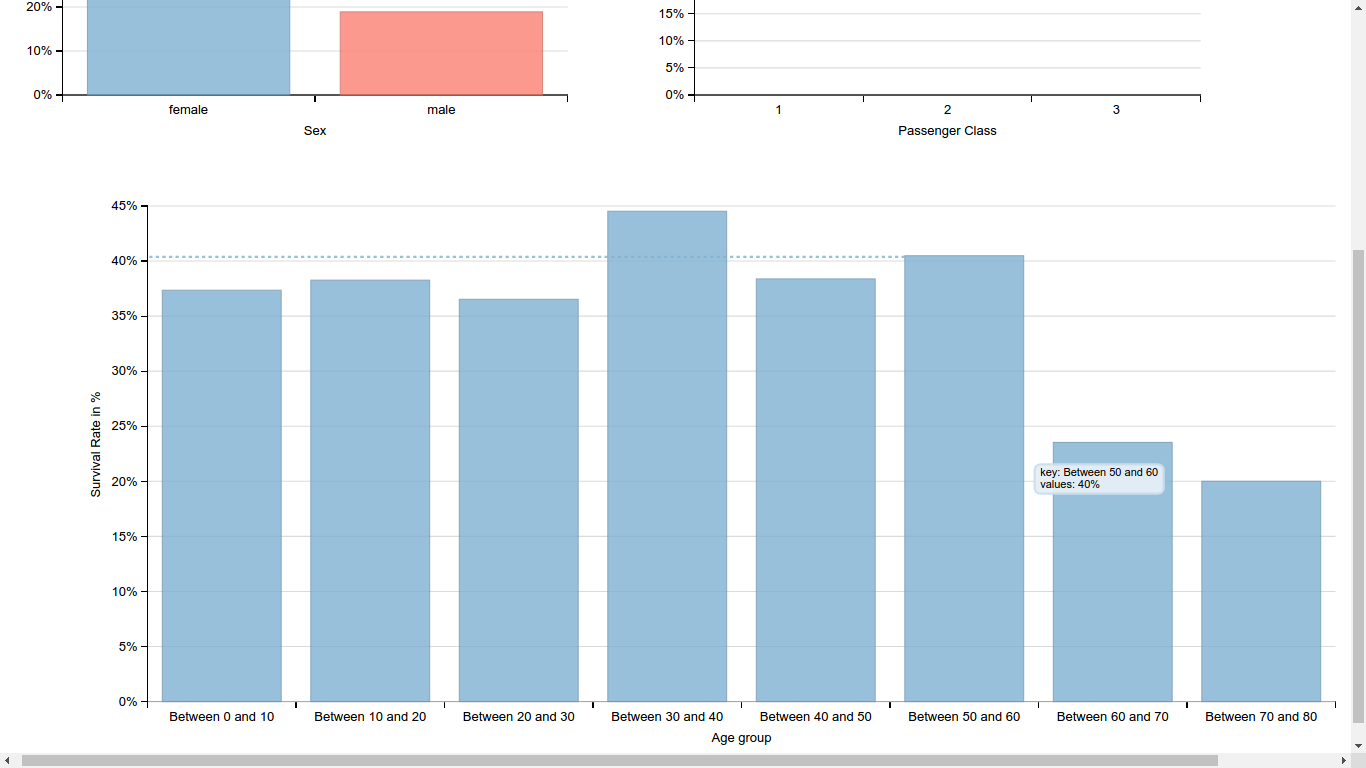 20%
10%
0%
female
male
Sex
15%
10%
5%
0%
1
2
3
Passenger Class
45%
40%
35%
30%
25%
20%
15%
10%
5%
0%
Survival Rate in %
key: Between 50 and 60
values: 40%
Between 0 and 10
Between 10 and 20
Between 20 and 30
Between 30 and 40
Between 40 and 50
Between 50 and 60
Between 60 and 70
Between 70 and 80
Age group